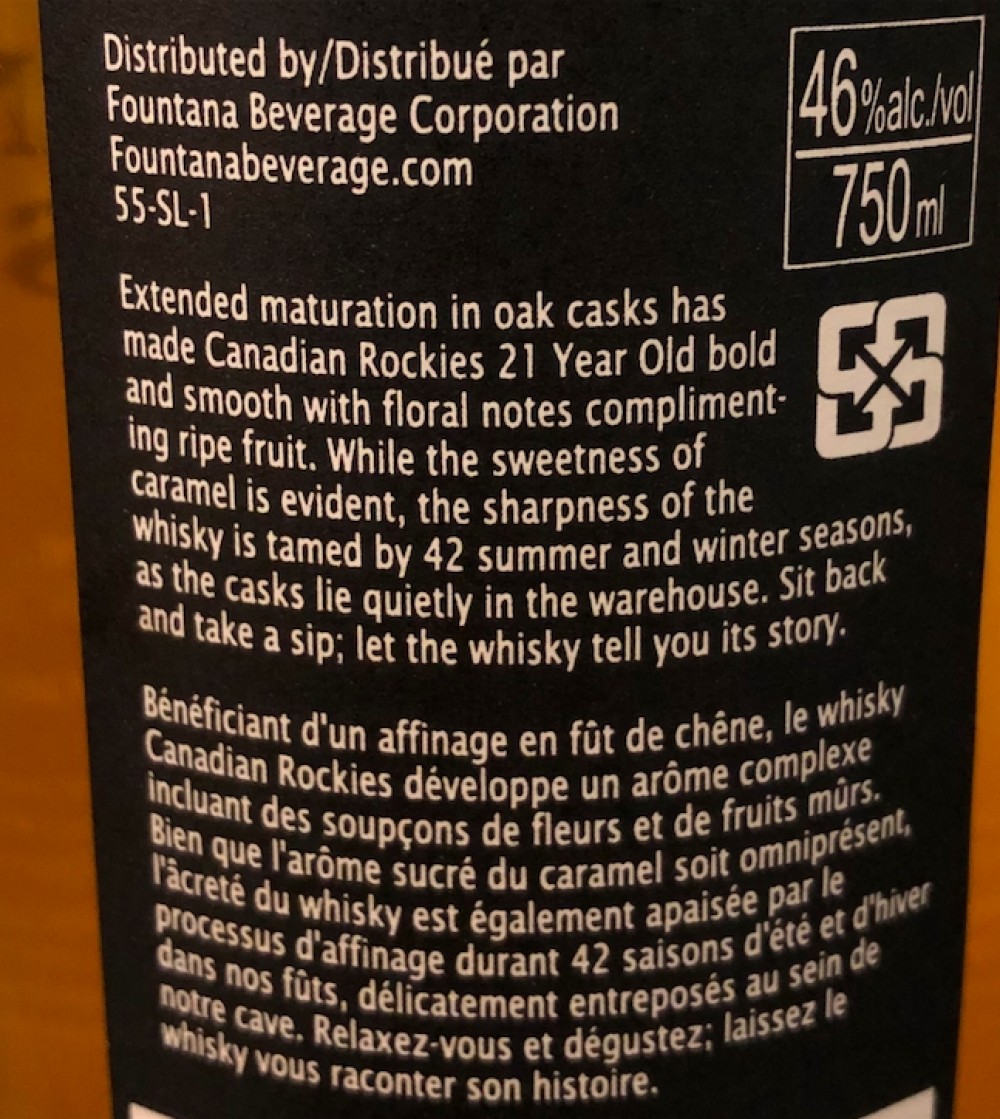 Distributed by/Distribué par
Fountana Beverage Corporation
Fountanabeverage.com
55-SL-1
46%alc./vol
750 ml
Extended maturation in oak casks has
made Canadian Rockies 21 Year Old bold
and smooth with floral notes compliment-
ing ripe fruit. While the sweetness of
caramel is evident, the sharpness of the
whisky is tamed by 42 summer and winter seasons,
as the casks lie quietly in the warehouse. Sit back
and take a sip; let the whisky tell you its story.
Bénéficiant d'un affinage en fût de chêne, le whisky
Canadian Rockies développe un arôme complexe
incluant des soupçons de fleurs et de fruits mûrs.
Bien que l'arôme sucré du caramel soit omniprésent,
l'âcreté du whisky est également apaisée par le
processus d'affinage durant 42 saisons d'été et d'hiver
dans nos fûts, délicatement entreposés au sein de
notre cave. Relaxez-vous et dégustez; laissez le
whisky vous raconter son histoire.